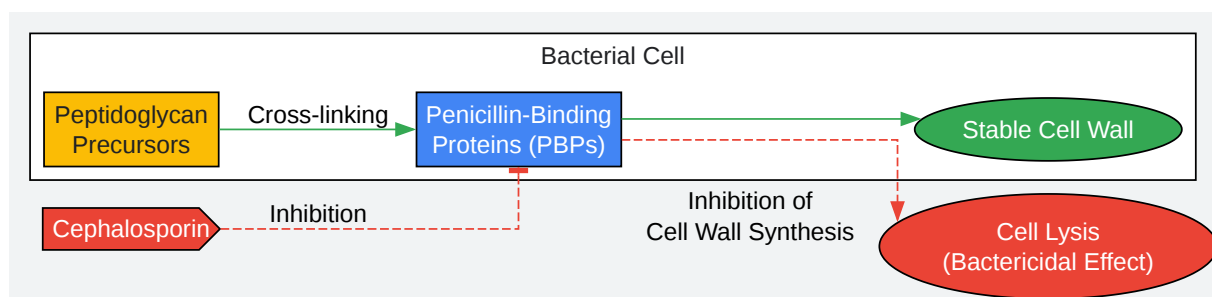 Bacterial Cell
Peptidoglycan
Precursors
Cross-linking
Penicillin-Binding
Proteins (PBPs)
Stable Cell Wall
Cephalosporin
Inhibition
Inhibition of
Cell Wall Synthesis
Cell Lysis
(Bactericidal Effect)